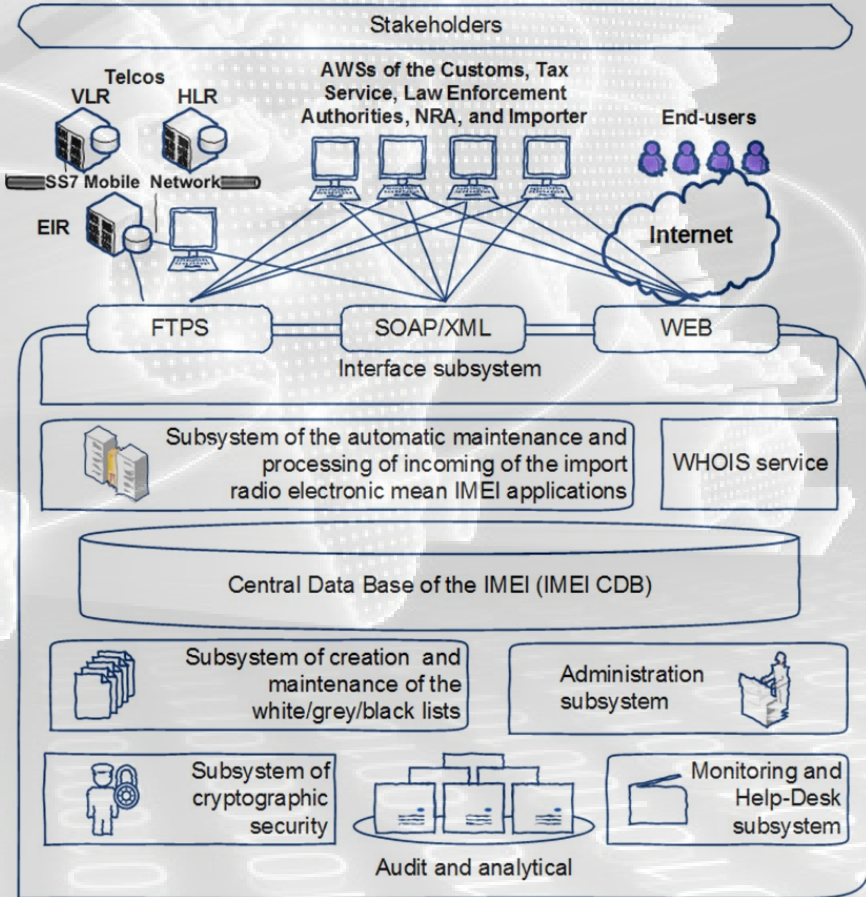 Stakeholders
Telcos
VLR
HLR
SS7 Mobile Network
EIR
AWSs of the Customs, Tax
Service, Law Enforcement
Authorities, NRA, and Importer
End-users
Internet
FTPS
SOAP/XML
WEB
Interface subsystem
Subsystem of the automatic maintenance and
processing of incoming of the import
radio electronic mean IMEI applications
WHOIS service
Central Data Base of the IMEI (IMEI CDB)
Subsystem of creation and
maintenance of the
white/grey/black lists
Administration
subsystem
Subsystem of
cryptographic
security
Audit and analytical
Monitoring and
Help-Desk
subsystem